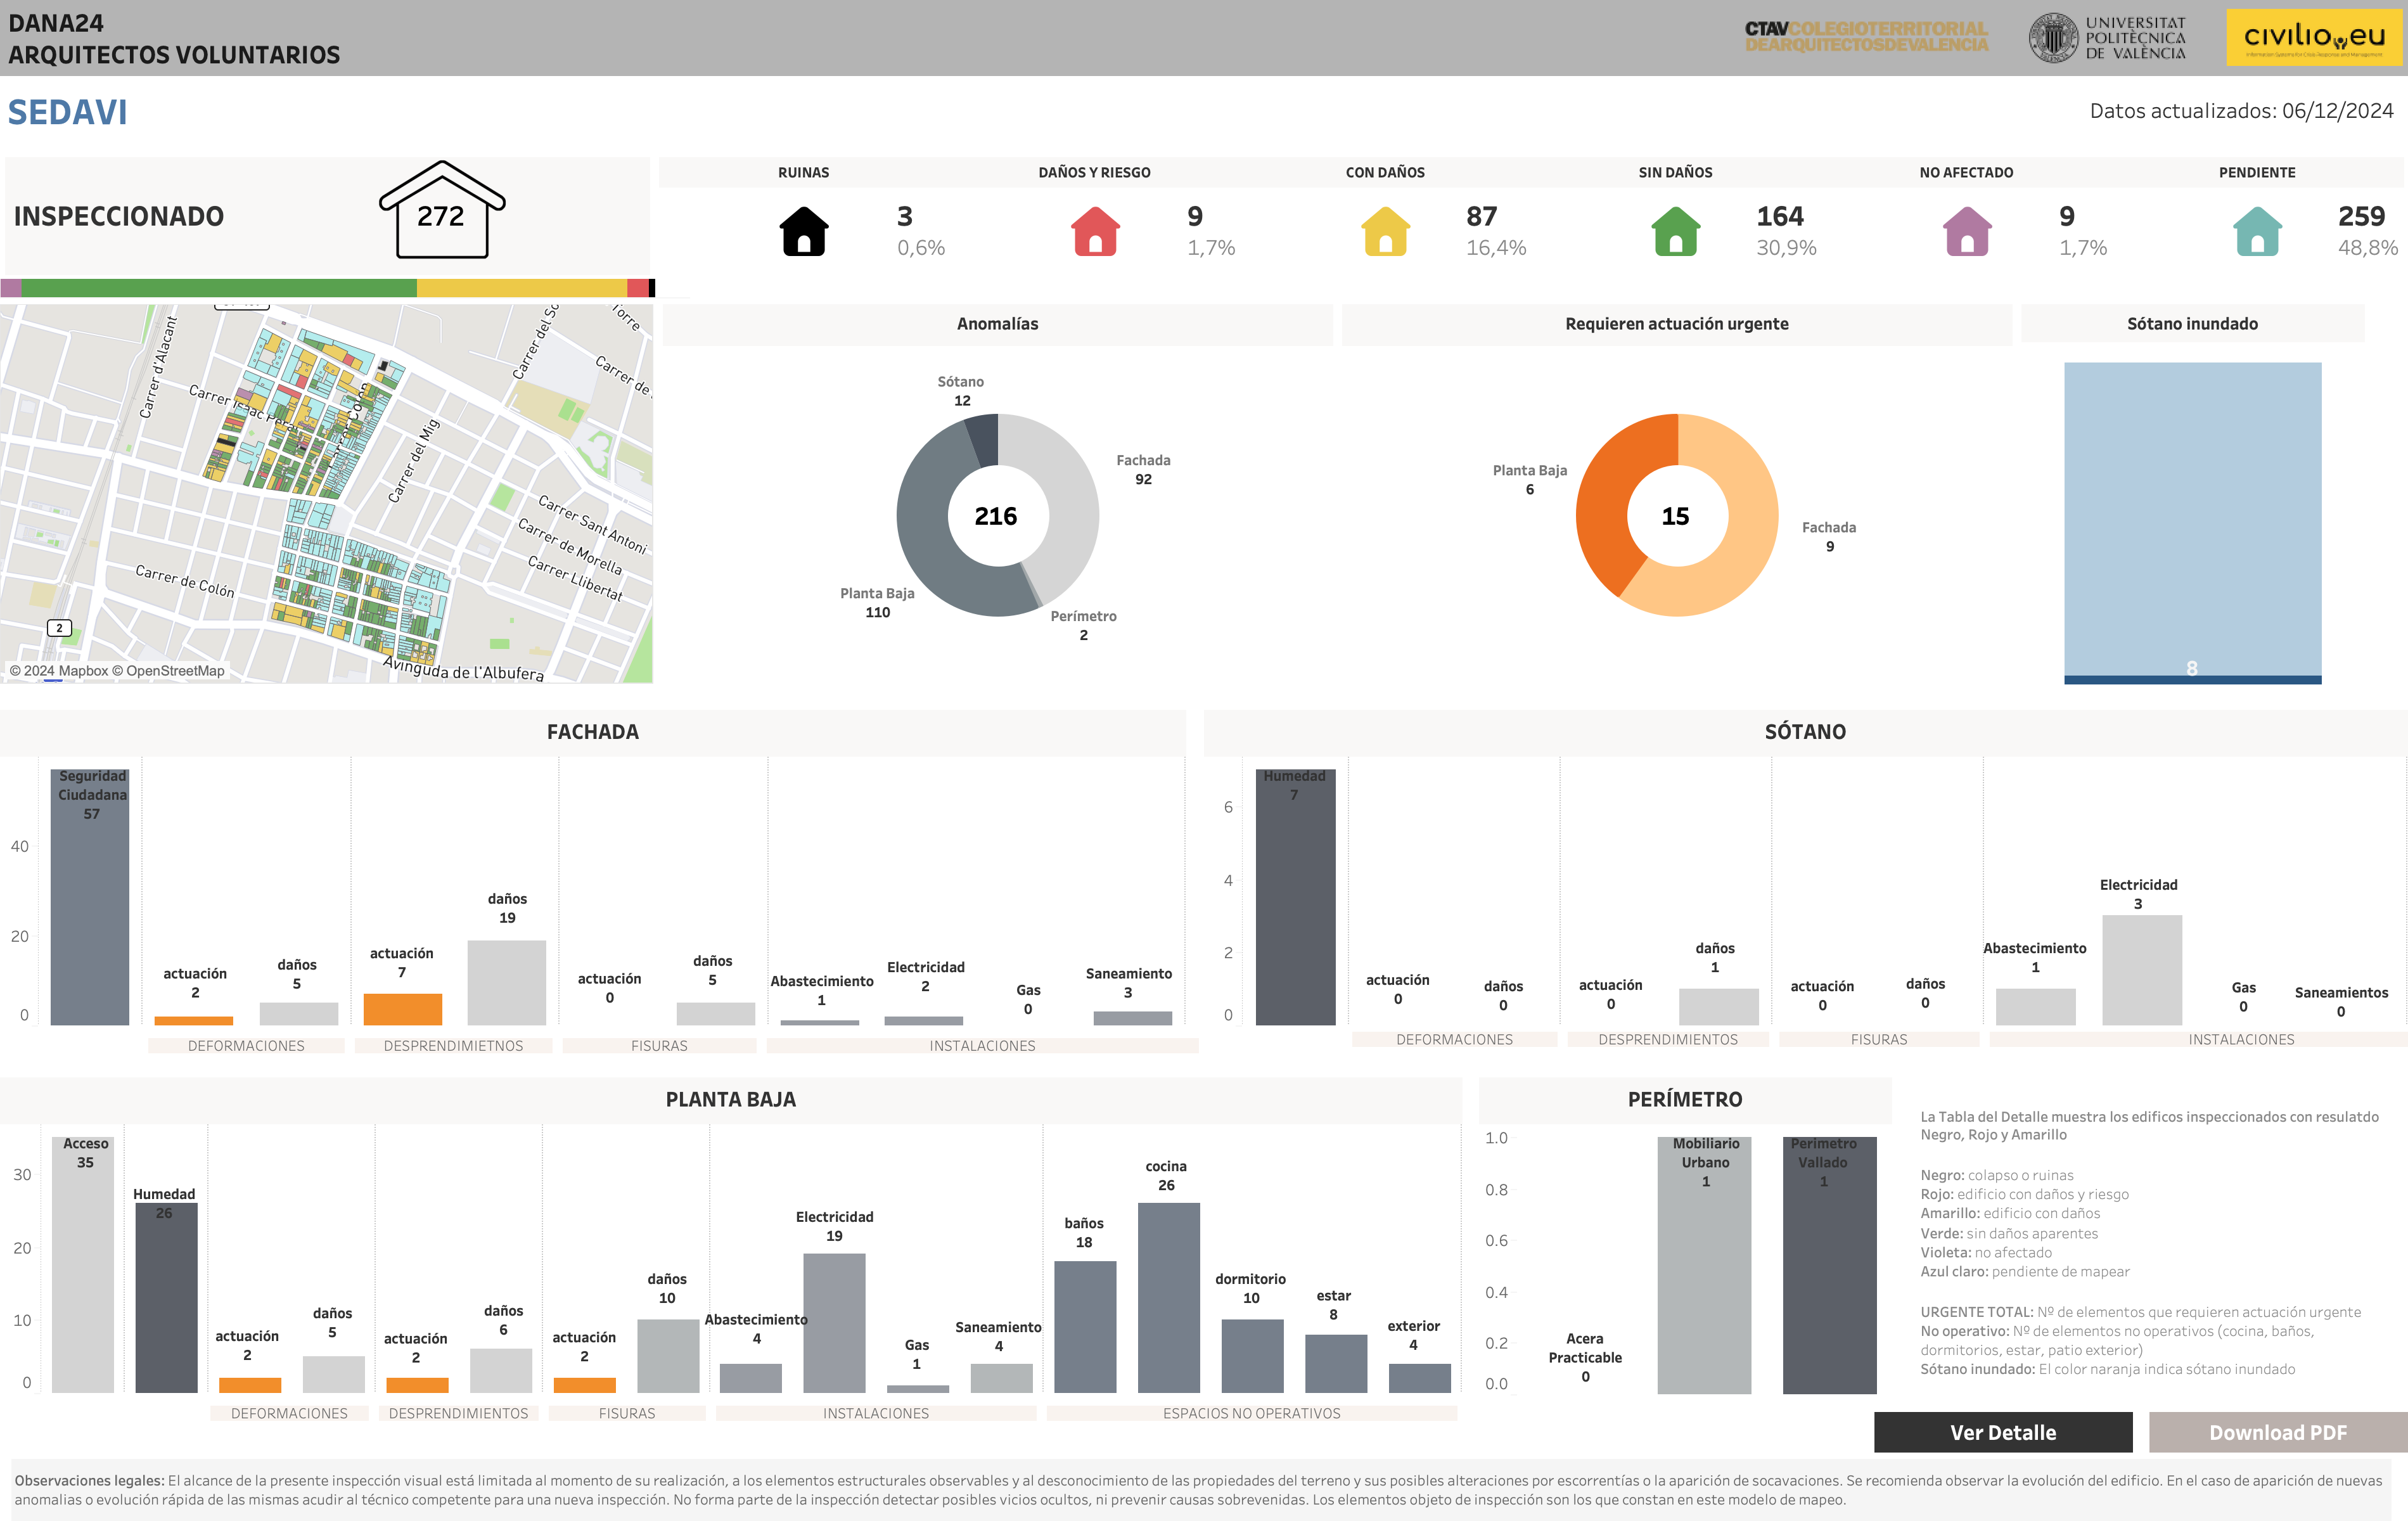 DANA24
ARQUITECTOS VOLUNTARIOS
CTAVCOLEGIOTERRITORIAL
DEARQUITECTOSDEVALENCIA
UNIVERSITAT
POLITÈCNICA
DE VALÈNCIA
civilio.eu
Information Systems for Crisis Response and Management
SEDAVI
Datos actualizados: 06/12/2024
INSPECCIONADO
272
RUINAS
3
0,6%
DAÑOS Y RIESGO
9
1,7%
CON DAÑOS
87
16,4%
SIN DAÑOS
164
30,9%
NO AFECTADO
9
1,7%
PENDIENTE
259
48,8%
Carrer d'Alacant
Carrer Isaac Peral
Carrer del Mig
Carrer del So
Torre
Carrer de
Carrer Sant Antoni
Carrer de Morella
Carrer Llibertat
Carrer de Colón
2
Avinguda de l'Albufera
© 2024 Mapbox © OpenStreetMap
Anomalías
Sótano
12
Fachada
92
216
Planta Baja
110
Perímetro
2
Requieren actuación urgente
Planta Baja
6
15
Fachada
9
Sótano inundado
8
FACHADA
40
20
0
Seguridad
Ciudadana
57
actuación
2
daños
5
actuación
7
daños
19
actuación
0
daños
5
Abastecimiento
1
Electricidad
2
Gas
0
Saneamiento
3
DEFORMACIONES
DESPRENDIMIETNOS
FISURAS
INSTALACIONES
SÓTANO
6
4
2
0
Humedad
7
actuación
0
daños
0
actuación
0
daños
1
actuación
0
daños
0
Abastecimiento
1
Electricidad
3
Gas
0
Saneamientos
0
DEFORMACIONES
DESPRENDIMIENTOS
FISURAS
INSTALACIONES
PLANTA BAJA
30
20
10
0
Acceso
35
Humedad
26
actuación
2
daños
5
actuación
2
daños
6
actuación
2
daños
10
Abastecimiento
4
Electricidad
19
Gas
1
Saneamiento
4
baños
18
cocina
26
dormitorio
10
estar
8
exterior
4
DEFORMACIONES
DESPRENDIMIENTOS
FISURAS
INSTALACIONES
ESPACIOS NO OPERATIVOS
PERÍMETRO
1.0
0.8
0.6
0.4
0.2
0.0
Acera
Practicable
0
Mobiliario
Urbano
1
Perimetro
Vallado
1
La Tabla del Detalle muestra los edificos inspeccionados con resulatdo
Negro, Rojo y Amarillo
Negro: colapso o ruinas
Rojo: edificio con daños y riesgo
Amarillo: edificio con daños
Verde: sin daños aparentes
Violeta: no afectado
Azul claro: pendiente de mapear
URGENTE TOTAL: Nº de elementos que requieren actuación urgente
No operativo: Nº de elementos no operativos (cocina, baños,
dormitorios, estar, patio exterior)
Sótano inundado: El color naranja indica sótano inundado
Ver Detalle
Download PDF
Observaciones legales: El alcance de la presente inspección visual está limitada al momento de su realización, a los elementos estructurales observables y al desconocimiento de las propiedades del terreno y sus posibles alteraciones por escorrentías o la aparición de socavaciones. Se recomienda observar la evolución del edificio. En el caso de aparición de nuevas
anomalias o evolución rápida de las mismas acudir al técnico competente para una nueva inspección. No forma parte de la inspección detectar posibles vicios ocultos, ni prevenir causas sobrevenidas. Los elementos objeto de inspección son los que constan en este modelo de mapeo.